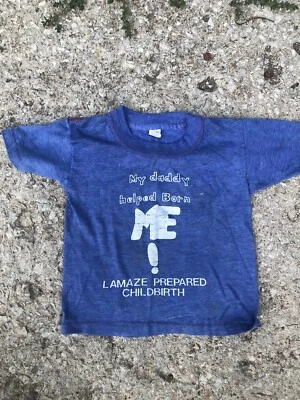 My daddy
helped Born
ME
!
LAMAZE PREPARED
CHILDBIRTH